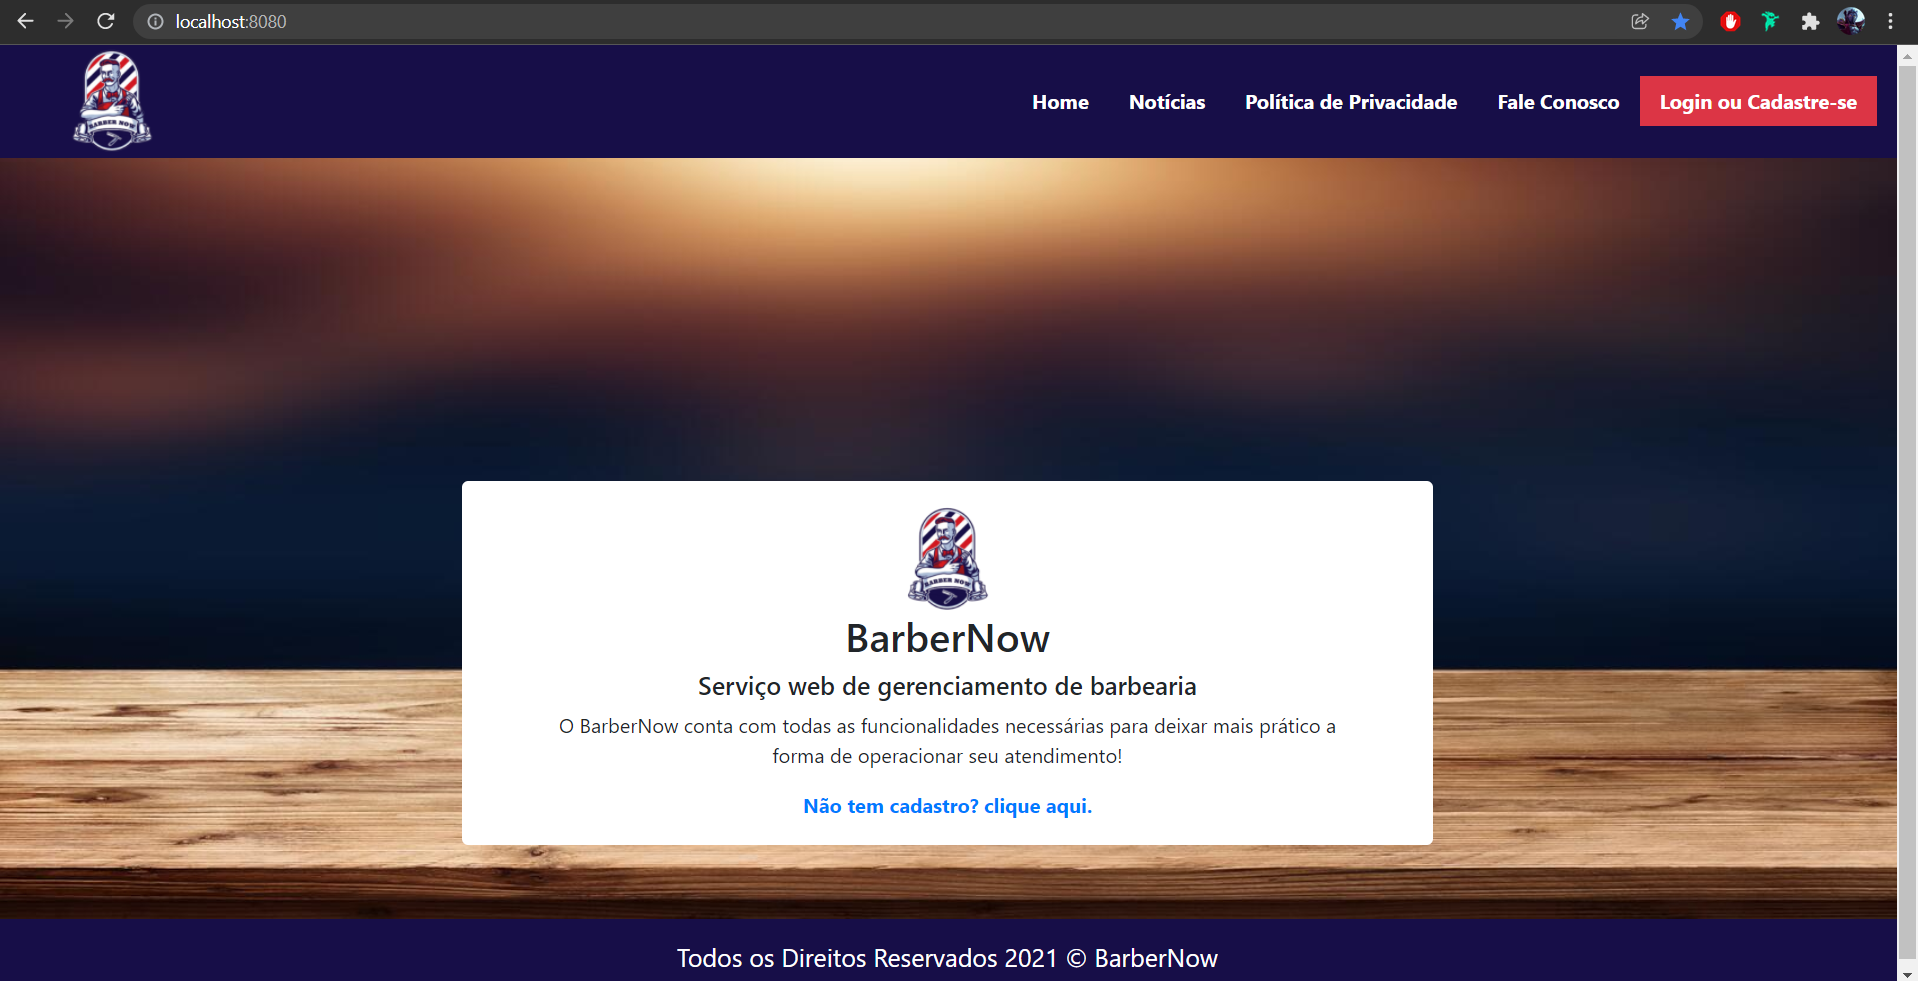 localhost:8080
BARBER NOW
Home Notícias Política de Privacidade Fale Conosco Login ou Cadastre-se
BARBER NOW
BarberNow
Serviço web de gerenciamento de barbearia
O BarberNow conta com todas as funcionalidades necessárias para deixar mais prático a
forma de operacionar seu atendimento!
Não tem cadastro? clique aqui.
Todos os Direitos Reservados 2021 © BarberNow